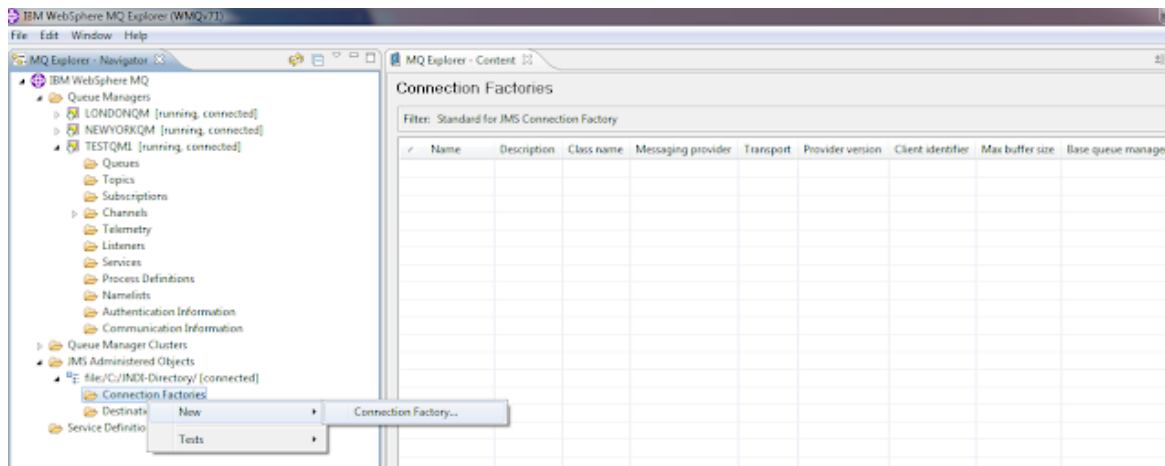 IBM WebSphere MQ Explorer (WMQv71)
File Edit Window Help
MQ Explorer - Navigator
IBM WebSphere MQ
Queue Managers
LONDONQM [running, connected]
NEWYORKQM [running, connected]
TESTQM1 [running, connected]
Queues
Topics
Subscriptions
Channels
Telemetry
Listeners
Services
Process Definitions
Namelists
Authentication Information
Communication Information
Queue Manager Clusters
JMS Administered Objects
file:/C:/JNDI-Directory/ [connected]
Connection Factories
Destinati
Service Definitio
New
Tests
Connection Factory...
MQ Explorer - Content
Connection Factories
Filter: Standard for JMS Connection Factory
Name Description Class name Messaging provider Transport Provider version Client identifier Max buffer size Base queue manage